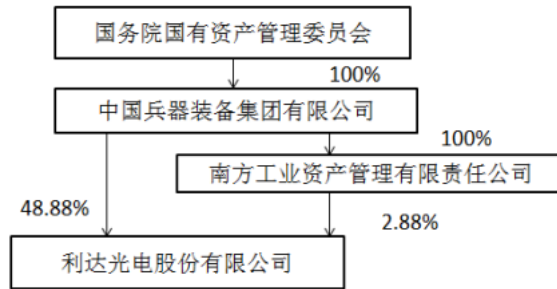 国务院国有资产管理委员会
100%
中国兵器装备集团有限公司
100%
南方工业资产管理有限责任公司
48.88%
2.88%
利达光电股份有限公司